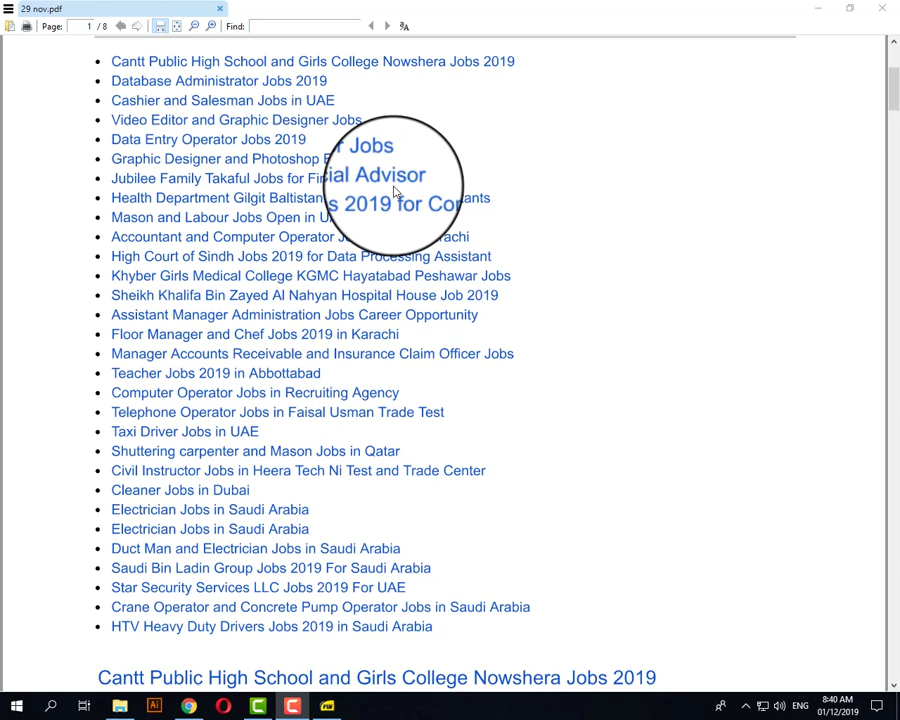 29 nov.pdf
Page: 1 / 8 Find:
Cantt Public High School and Girls College Nowshera Jobs 2019
Database Administrator Jobs 2019
Cashier and Salesman Jobs in UAE
Video Editor and Graphic Designer Jobs
Data Entry Operator Jobs 2019
r Jobs
Graphic Designer and Photoshop
Jubilee Family Takaful Jobs for Fin
ial Advisor
Health Department Gilgit Baltistan
s 2019 for Con
ants
Mason and Labour Jobs Open in U
Accountant and Computer Operator
achi
High Court of Sindh Jobs 2019 for Data Processing Assistant
Khyber Girls Medical College KGMC Hayatabad Peshawar Jobs
Sheikh Khalifa Bin Zayed Al Nahyan Hospital House Job 2019
Assistant Manager Administration Jobs Career Opportunity
Floor Manager and Chef Jobs 2019 in Karachi
Manager Accounts Receivable and Insurance Claim Officer Jobs
Teacher Jobs 2019 in Abbottabad
Computer Operator Jobs in Recruiting Agency
Telephone Operator Jobs in Faisal Usman Trade Test
Taxi Driver Jobs in UAE
Shuttering carpenter and Mason Jobs in Qatar
Civil Instructor Jobs in Heera Tech Ni Test and Trade Center
Cleaner Jobs in Dubai
Electrician Jobs in Saudi Arabia
Electrician Jobs in Saudi Arabia
Duct Man and Electrician Jobs in Saudi Arabia
Saudi Bin Ladin Group Jobs 2019 For Saudi Arabia
Star Security Services LLC Jobs 2019 For UAE
Crane Operator and Concrete Pump Operator Jobs in Saudi Arabia
HTV Heavy Duty Drivers Jobs 2019 in Saudi Arabia
Cantt Public High School and Girls College Nowshera Jobs 2019
Ai
ENG
8:40 AM
01/12/2019